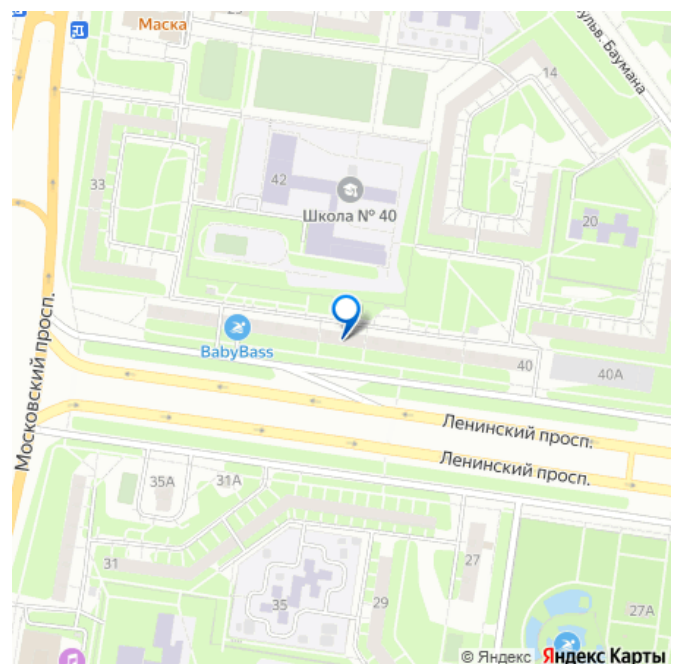 Маска
бульв. Баумана
14
33
42
Школа № 40
20
Московский просп.
BabyBass
40
40А
Ленинский просп.
Ленинский просп.
35А
31А
31
27
35
29
27А
© Яндекс Яндекс Карты